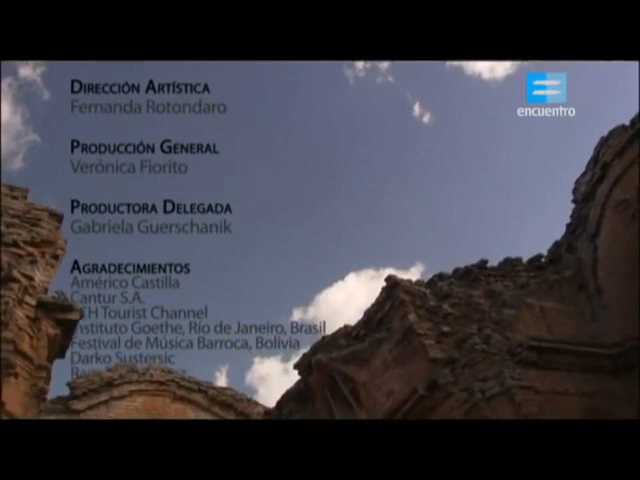 DIRECCIÓN ARTÍSTICA
Fernanda Rotondaro
encuentro
PRODUCCIÓN GENERAL
Verónica Fiorito
PRODUCTORA DELEGADA
Gabriela Guerschanik
AGRADECIMIENTOS
Américo Castilla
Cantur S.A.
Tourist Channel
Instituto Goethe, Río de Janeiro, Brasil
Festival de Música Barroca, Bolivia
Darko Sustersic